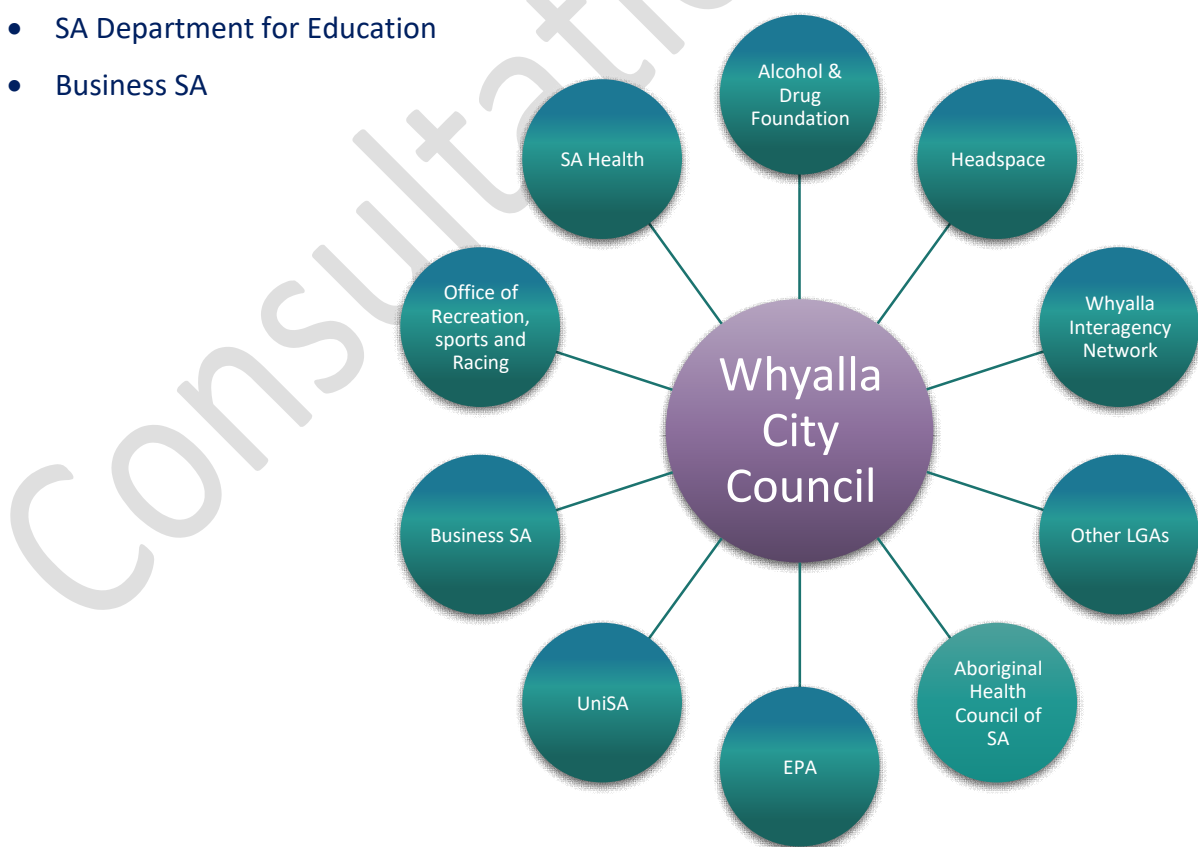 SA Department for Education
Business SA
Consultatio
Alcohol &
Drug
Foundation
Headspace
Whyalla
Interagency
Network
Other LGAs
Aboriginal
Health
Council of
SA
EPA
UniSA
Business SA
Office of
Recreation,
sports and
Racing
SA Health
Whyalla
City
Council